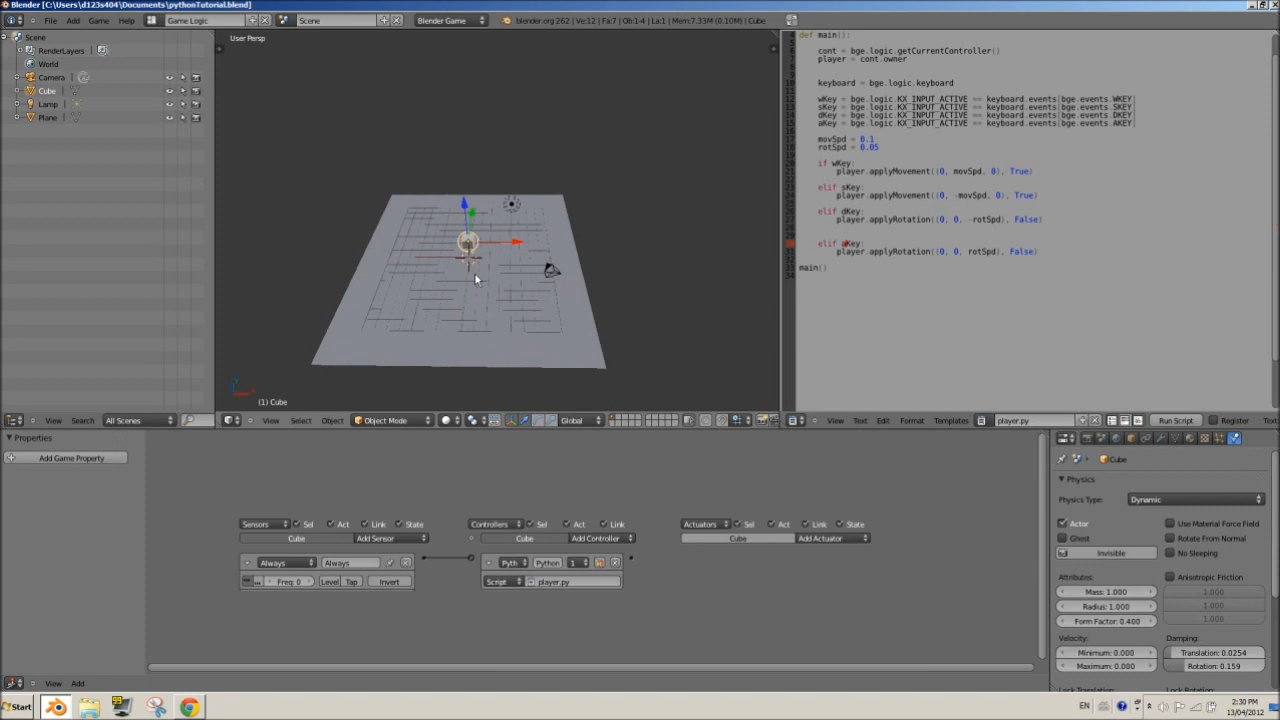 Blender [C:\Users\d123s404\Documents\pythonTutorial.blend]
File Add Game Help Game Logic Scene Blender Game blender.org 262 | Ve:12 | Fa:7 | Ob:1-4 | La:1 | Mem:7.33M (0.10M) | Cube
Scene
RenderLayers
World
Camera
Cube
Lamp
Plane
View Search All Scenes
User Persp
(1) Cube
View Select Object Object Mode Global
def main():
cont = bge.logic.getCurrentController()
player = cont.owner
keyboard = bge.logic.keyboard
wKey = bge.logic.KX_INPUT_ACTIVE == keyboard.events[bge.events.WKEY]
sKey = bge.logic.KX_INPUT_ACTIVE == keyboard.events[bge.events.SKEY]
dKey = bge.logic.KX_INPUT_ACTIVE == keyboard.events[bge.events.DKEY]
aKey = bge.logic.KX_INPUT_ACTIVE == keyboard.events[bge.events.AKEY]
movSpd = 0.1
rotSpd = 0.05
if wKey:
player.applyMovement((0, movSpd, 0), True)
elif sKey:
player.applyMovement((0, -movSpd, 0), True)
elif dKey:
player.applyRotation((0, 0, -rotSpd), False)
elif aKey:
player.applyRotation((0, 0, rotSpd), False)
main()
View Text Edit Format Templates player.py Run Script Register Text
Properties
Add Game Property
Sensors Sel Act Link State
Cube Add Sensor
Always Always
Freq: 0 Level Tap Invert
Controllers Sel Act Link
Cube Add Controller
Pyth Python 1
Script player.py
Actuators Sel Act Link State
Cube Add Actuator
View Add
Cube
Physics
Physics Type: Dynamic
Actor Use Material Force Field
Ghost Rotate From Normal
Invisible No Sleeping
Attributes: Anisotropic Friction
Mass: 1.000 1.000
Radius: 1.000 1.000
Form Factor: 0.400 1.000
Velocity: Damping:
Minimum: 0.000 Translation: 0.0254
Maximum: 0.000 Rotation: 0.159
Lock Translation: Lock Rotation:
Start 99 EN 2:30 PM
13/04/2012